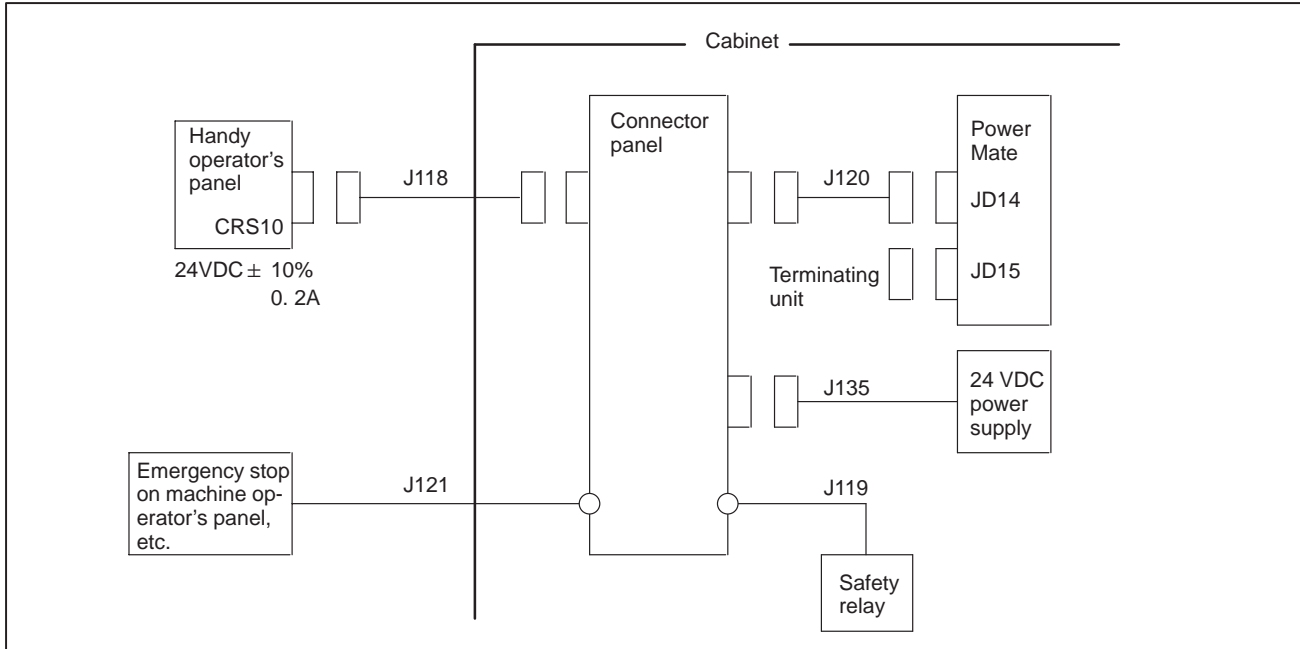 Cabinet
Handy
operator's
panel
CRS10
24VDC ± 10%
0. 2A
J118
Connector
panel
J120
Power
Mate
JD14
JD15
Terminating
unit
J135
24 VDC
power
supply
Emergency stop
on machine op-
erator's panel,
etc.
J121
J119
Safety
relay